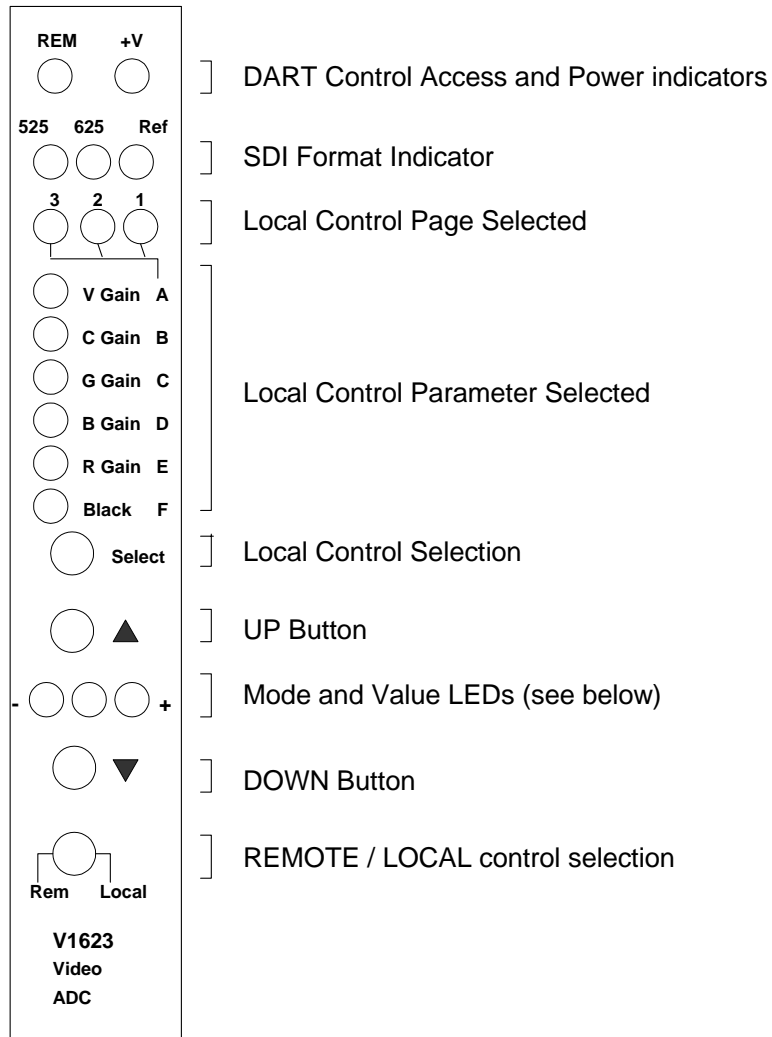 REM +V
DART Control Access and Power indicators
525 625 Ref
SDI Format Indicator
3 2 1
Local Control Page Selected
V Gain A
C Gain B
G Gain C
Local Control Parameter Selected
B Gain D
R Gain E
Black F
Select
Local Control Selection
▲
UP Button
- +
Mode and Value LEDs (see below)
▼
DOWN Button
REMOTE / LOCAL control selection
Rem Local
V1623
Video
ADC